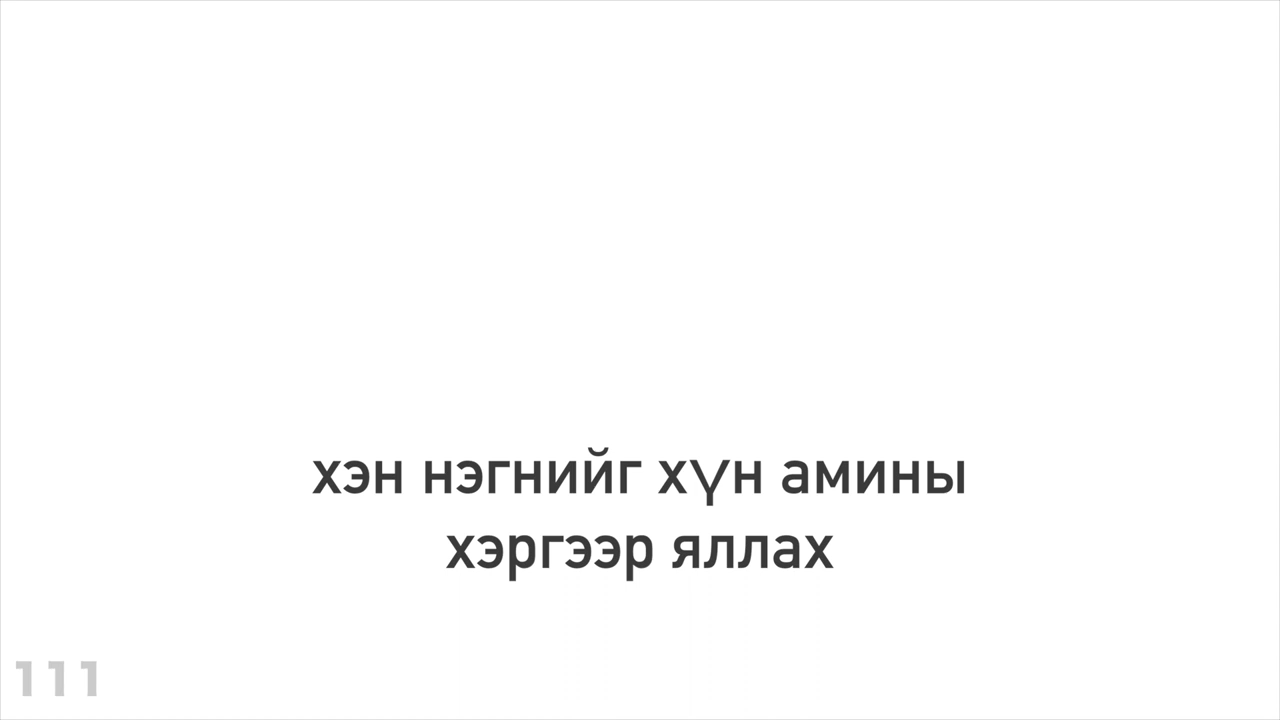 хэн нэгнийг хүн амины
хэргээр яллах
111